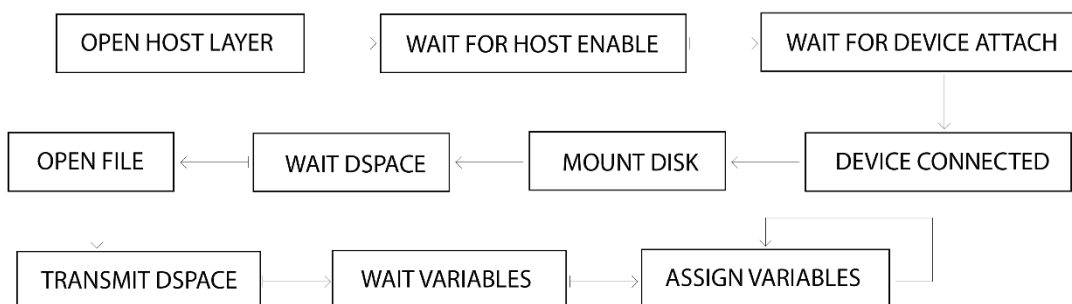 OPEN HOST LAYER
WAIT FOR HOST ENABLE
WAIT FOR DEVICE ATTACH
DEVICE CONNECTED
MOUNT DISK
WAIT DSPACE
OPEN FILE
TRANSMIT DSPACE
WAIT VARIABLES
ASSIGN VARIABLES